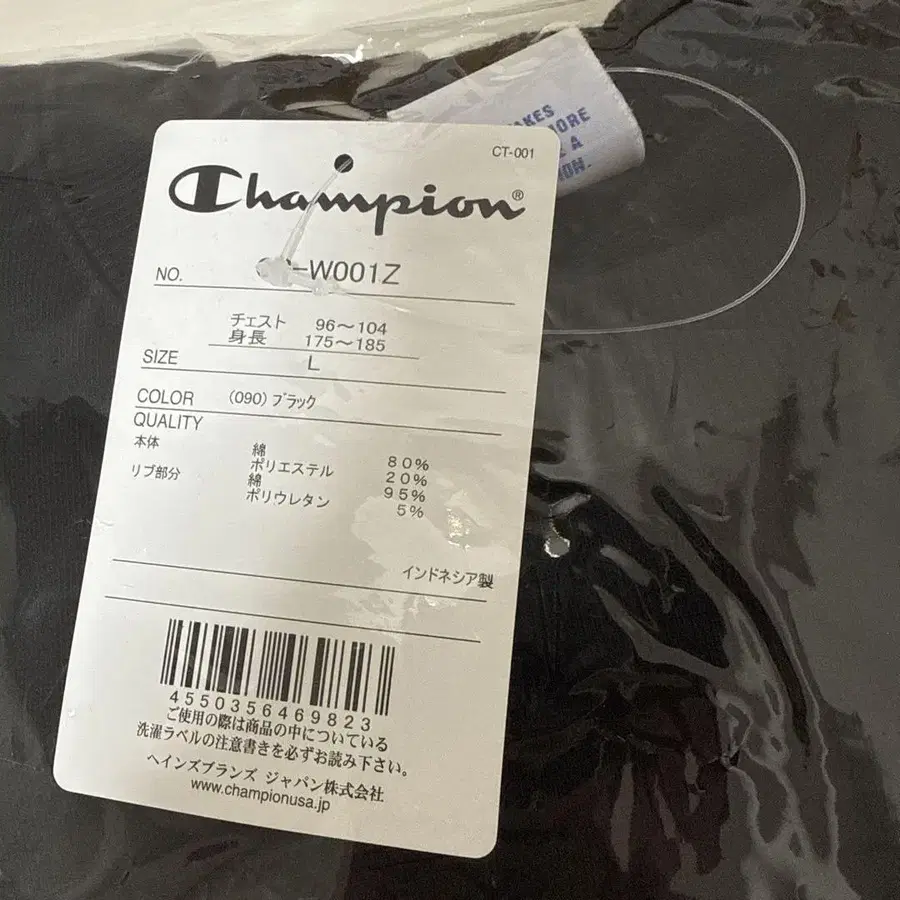 CT-001
Champion®
NO. W001Z
チェスト 96～104
身長 175～185
SIZE L
COLOR (090) ブラック
QUALITY
本体 綿 80%
ポリエステル 20%
リブ部分 綿 95%
ポリウレタン 5%
インドネシア製
4550356469823
ご使用の際は商品の中についている
洗濯ラベルの注意書きを必ずお読み下さい。
ヘインズブランズ ジャパン株式会社
www.championusa.jp
A